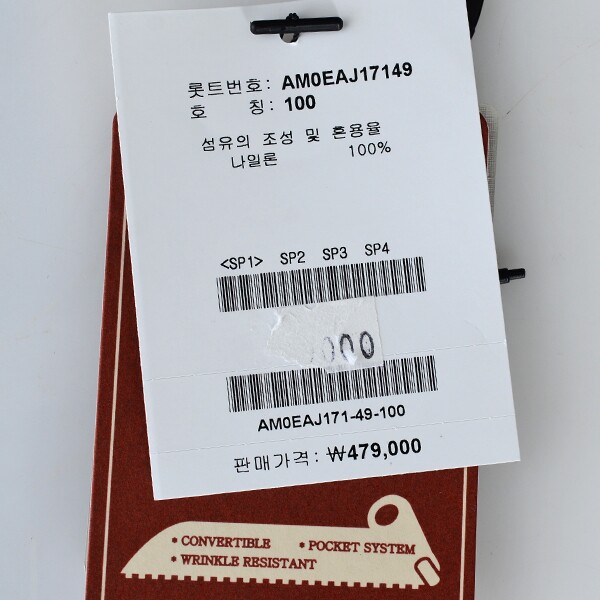 롯트번호: AM0EAJ17149
호 칭: 100
섬유의 조성 및 혼용율
나일론 100%
<SP1> SP2 SP3 SP4
000
AM0EAJ171-49-100
판매가격: ₩479,000
* CONVERTIBLE * POCKET SYSTEM
* WRINKLE RESISTANT